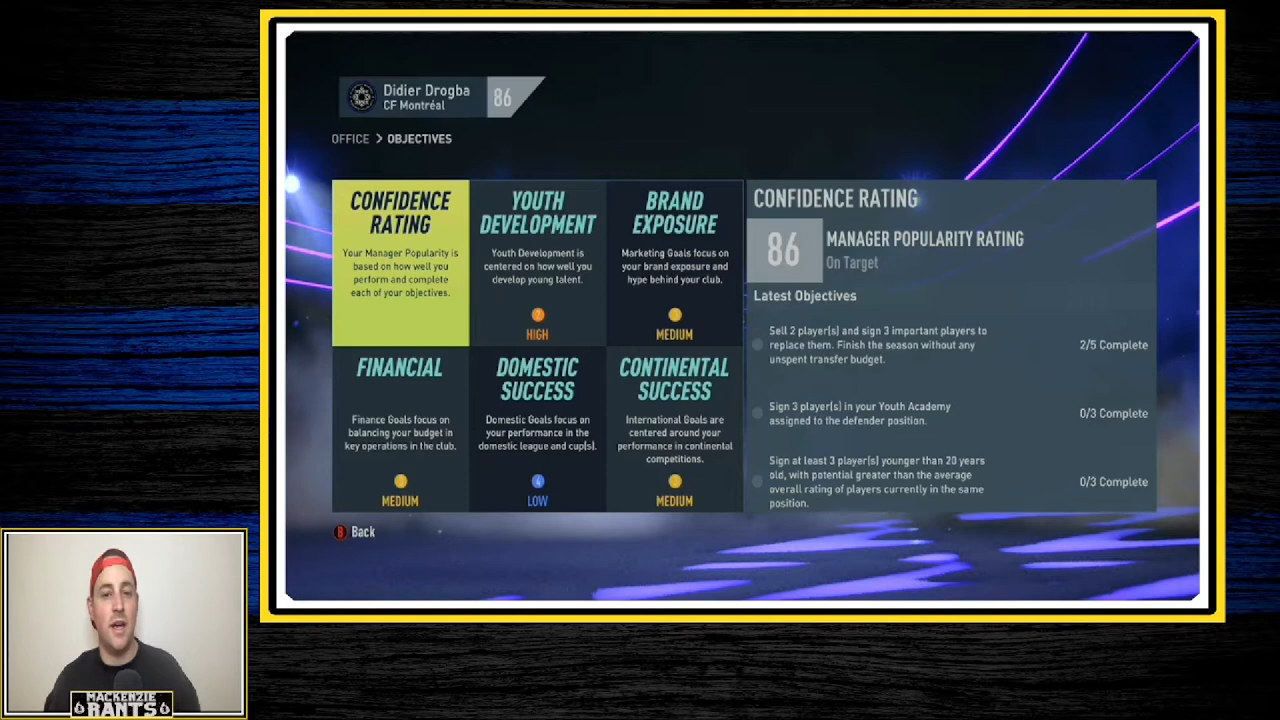 Didier Drogba
CF Montréal
86
OFFICE > OBJECTIVES
CONFIDENCE
RATING
Your Manager Popularity is
based on how well you
perform and complete
each of your objectives.
YOUTH
DEVELOPMENT
Youth Development is
centered on how well you
develop young talent.
HIGH
BRAND
EXPOSURE
Marketing Goals focus on
your brand exposure and
hype behind your club.
MEDIUM
FINANCIAL
Finance Goals focus on
balancing your budget in
key operations in the club.
MEDIUM
DOMESTIC
SUCCESS
Domestic Goals focus on
your performance in the
domestic league and cup(s).
4
LOW
CONTINENTAL
SUCCESS
International Goals are
centered around your
performance in continental
competitions.
MEDIUM
CONFIDENCE RATING
86
MANAGER POPULARITY RATING
On Target
Latest Objectives
Sell 2 player(s) and sign 3 important players to
replace them. Finish the season without any
unspent transfer budget.
2/5 Complete
Sign 3 player(s) in your Youth Academy
assigned to the defender position.
0/3 Complete
Sign at least 3 player(s) younger than 20 years
old, with potential greater than the average
overall rating of players currently in the same
position.
0/3 Complete
B Back
MACKENZIE
RANTS